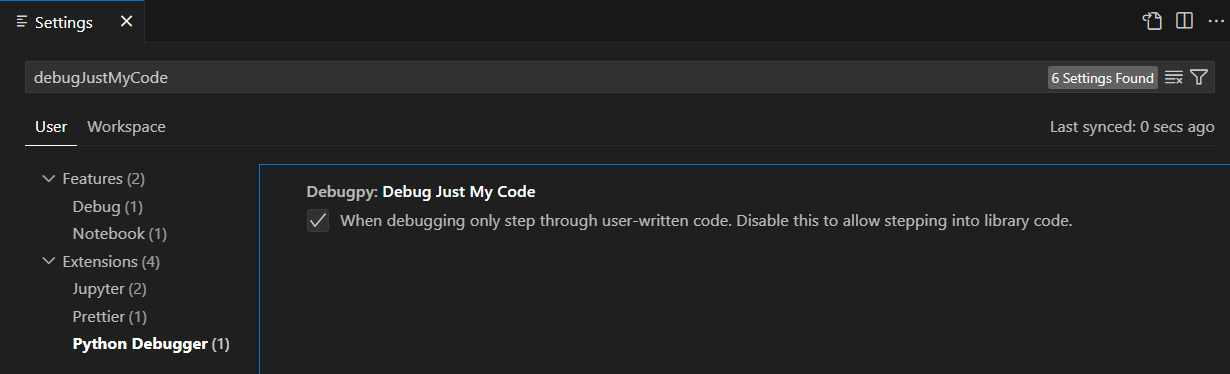 Settings
debugJustMyCode
6 Settings Found
User Workspace
Last synced: 0 secs ago
Features (2)
Debug (1)
Notebook (1)
Extensions (4)
Jupyter (2)
Prettier (1)
Python Debugger (1)
Debugpy: Debug Just My Code
When debugging only step through user-written code. Disable this to allow stepping into library code.